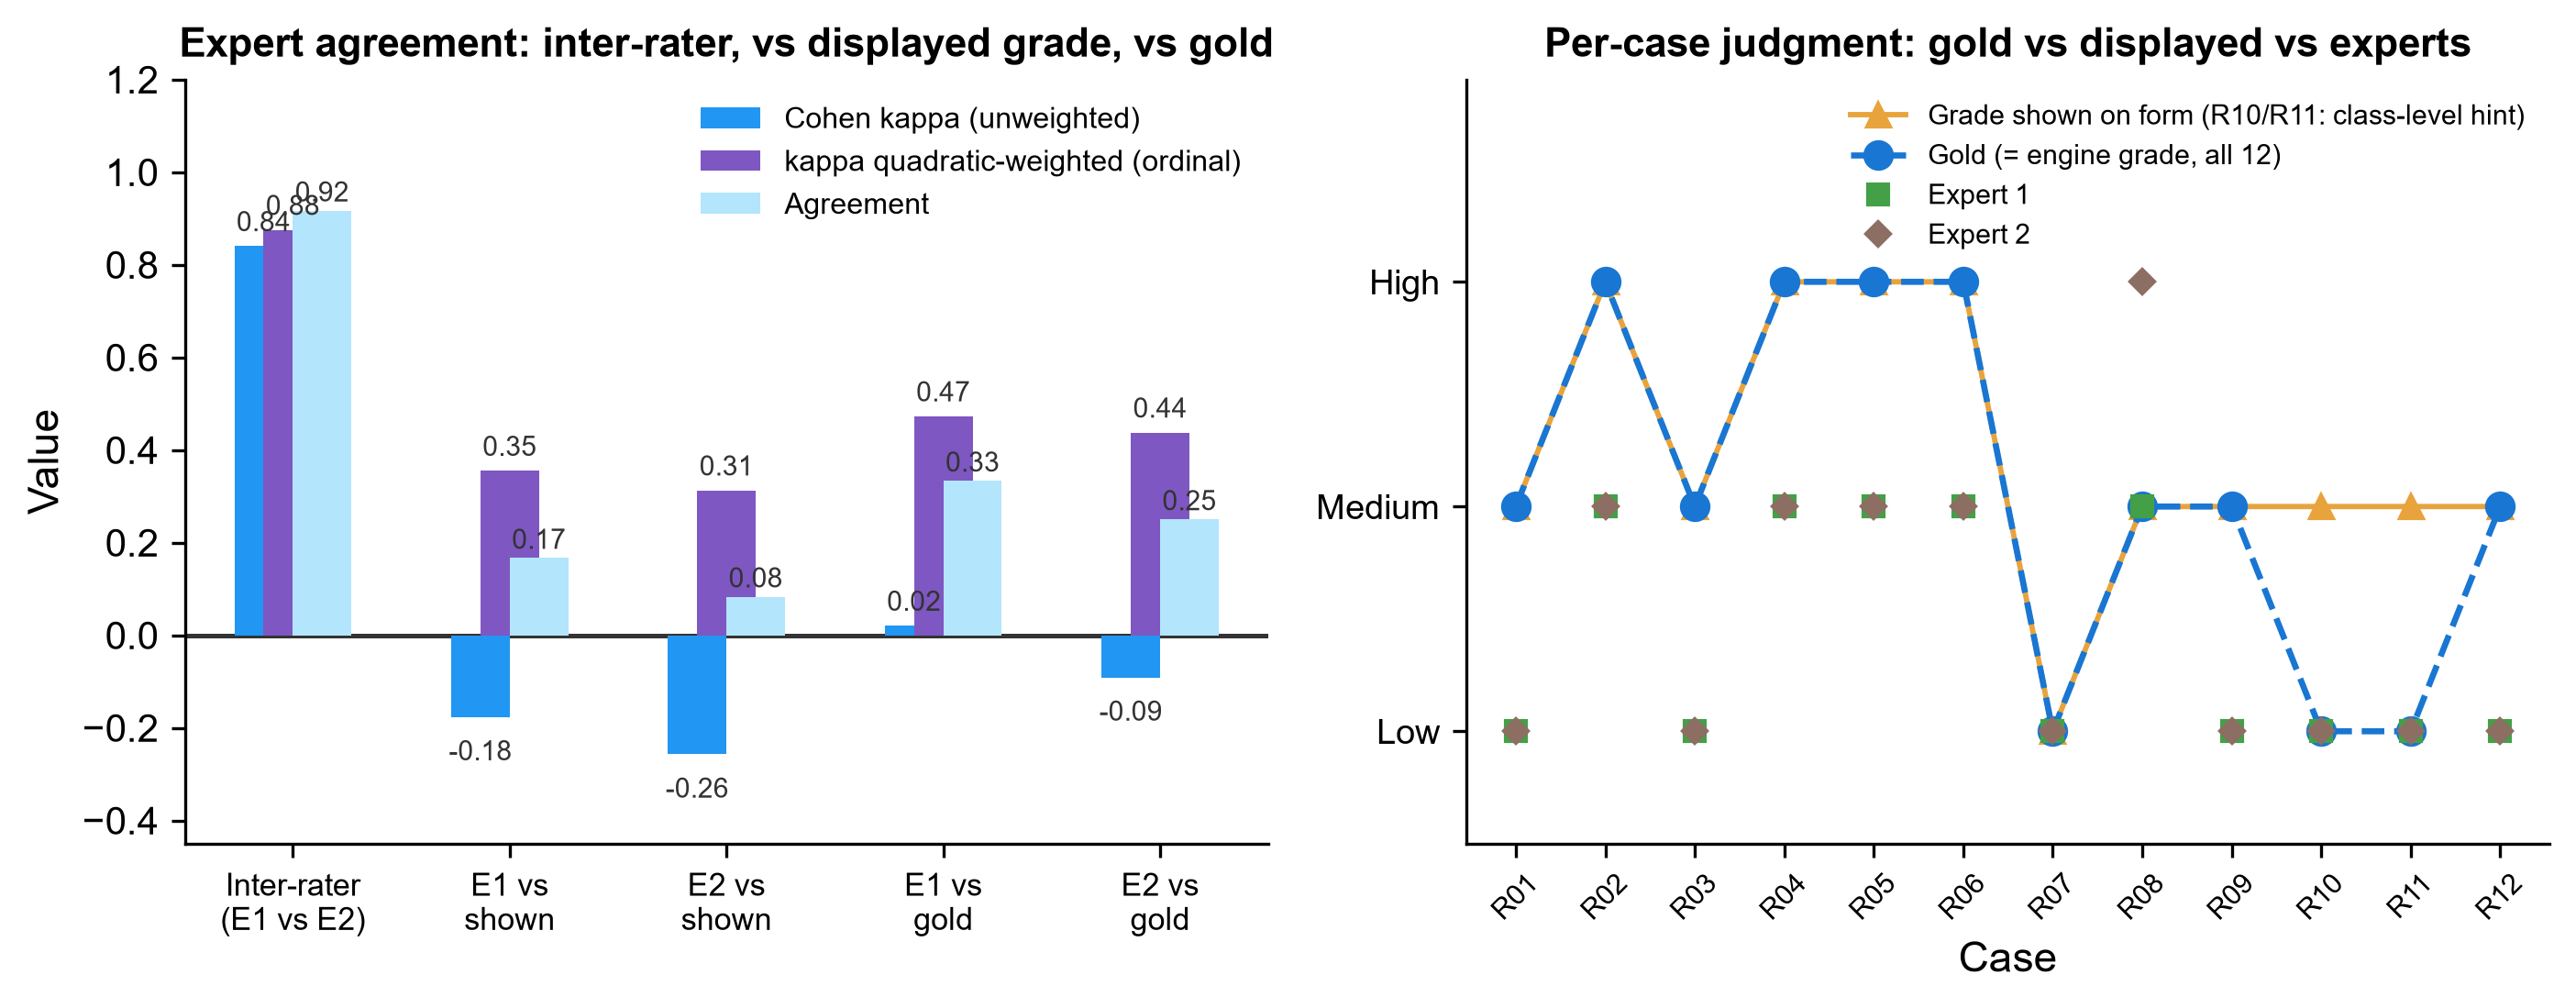 Expert agreement: inter-rater, vs displayed grade, vs gold
1.2
1.0
0.8
0.6
0.4
0.2
0.0
−0.2
−0.4
Value
Cohen kappa (unweighted)
kappa quadratic-weighted (ordinal)
Agreement
0.84
0.88
0.92
-0.18
0.35
0.17
-0.26
0.31
0.08
0.02
0.47
0.33
-0.09
0.44
0.25
Inter-rater
(E1 vs E2)
E1 vs
shown
E2 vs
shown
E1 vs
gold
E2 vs
gold
Per-case judgment: gold vs displayed vs experts
Grade shown on form (R10/R11: class-level hint)
Gold (= engine grade, all 12)
Expert 1
Expert 2
High
Medium
Low
R01
R02
R03
R04
R05
R06
R07
R08
R09
R10
R11
R12
Case